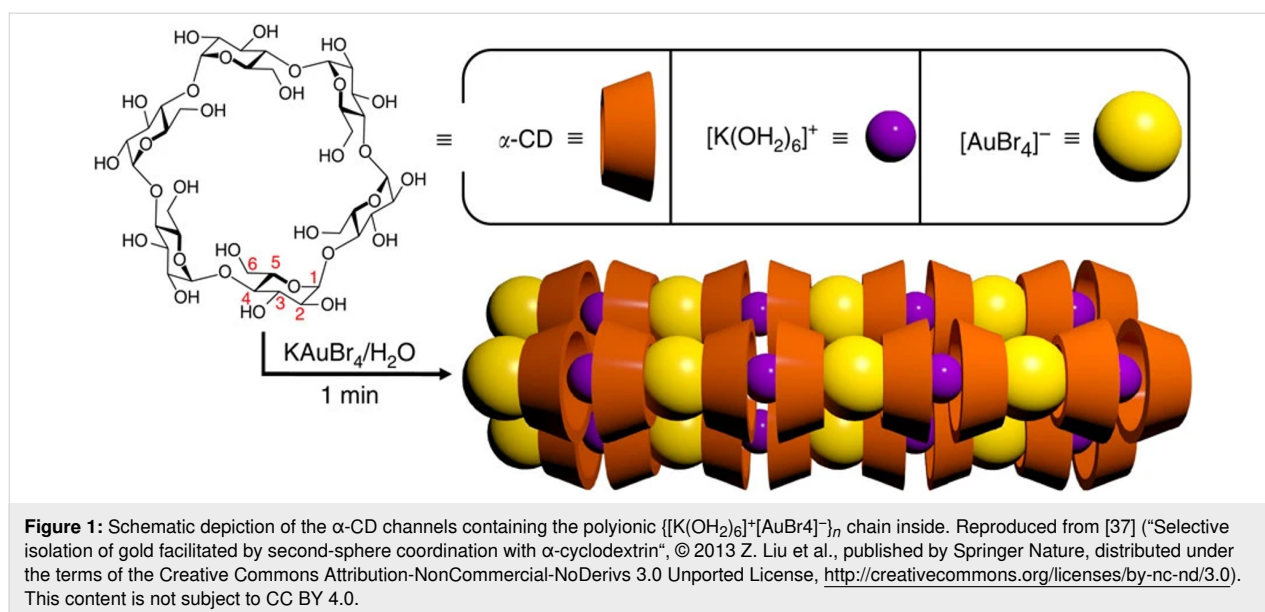 HO
OH
HO
O
O
OH
HO
O
OH
HO
OH
O
HO
O
OH
HO
O
O
OH
HO
O
OH
HO
O
HO
O
OH
HO
6
5
O
1
4
HO
3
2
OH
OH
≡
α-CD ≡
[K(OH₂)₆]⁺ ≡
[AuBr₄]⁻ ≡
KAuBr₄/H₂O
1 min
Figure 1: Schematic depiction of the α-CD channels containing the polyionic {[K(OH₂)₆]⁺[AuBr4]⁻}ₙ chain inside. Reproduced from [37] (“Selective
isolation of gold facilitated by second-sphere coordination with α-cyclodextrin“, © 2013 Z. Liu et al., published by Springer Nature, distributed under
the terms of the Creative Commons Attribution-NonCommercial-NoDerivs 3.0 Unported License, http://creativecommons.org/licenses/by-nc-nd/3.0).
This content is not subject to CC BY 4.0.